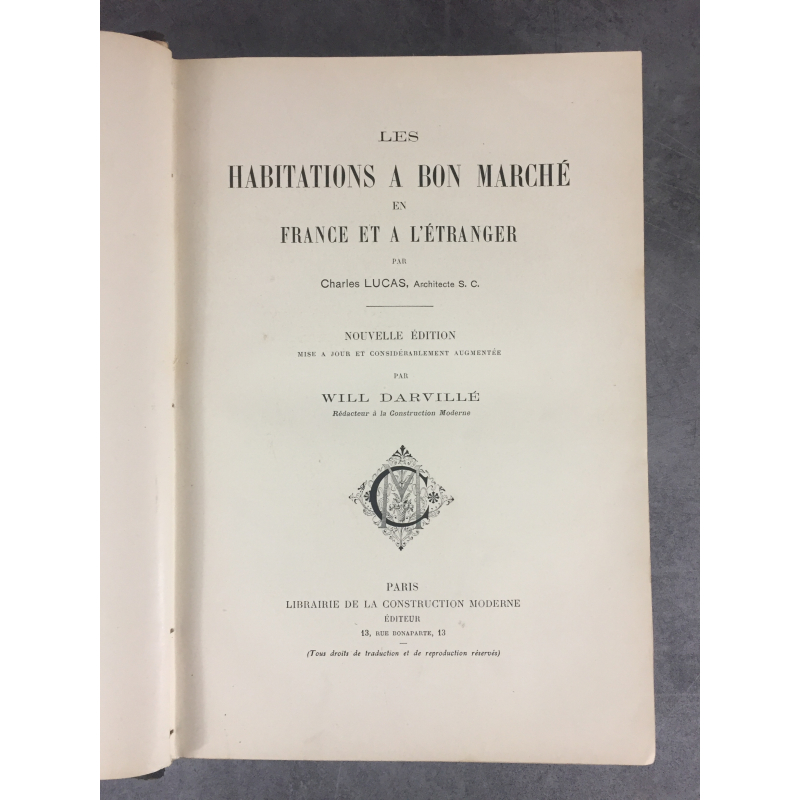 LES
HABITATIONS A BON MARCHÉ
EN
FRANCE ET A L'ÉTRANGER
PAR
Charles LUCAS, Architecte S. C.
NOUVELLE ÉDITION
MISE A JOUR ET CONSIDÉRABLEMENT AUGMENTÉE
PAR
WILL DARVILLÉ
Rédacteur à la Construction Moderne
CM
PARIS
LIBRAIRIE DE LA CONSTRUCTION MODERNE
ÉDITEUR
13, RUE BONAPARTE, 13
(Tous droits de traduction et de reproduction réservés)